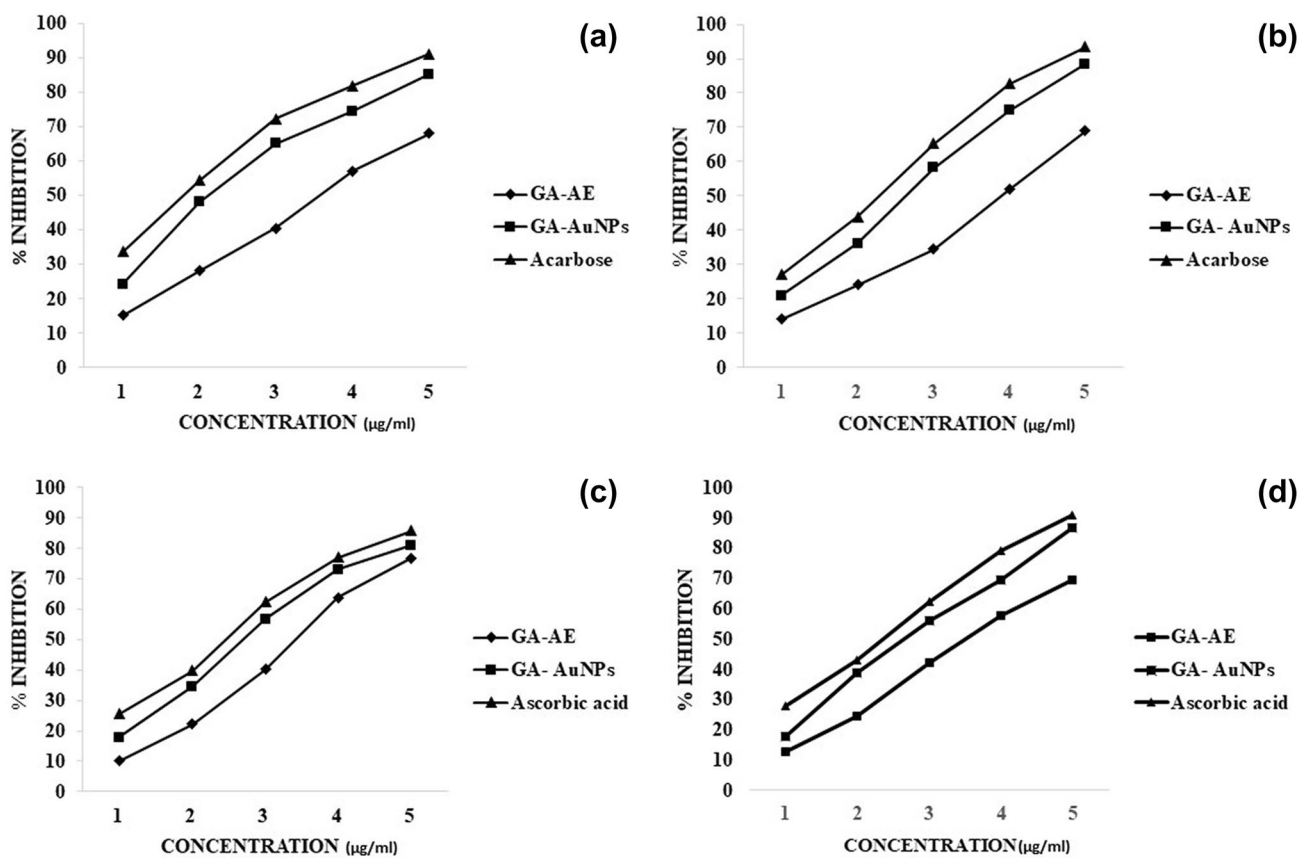 (a)
100
90
80
70
60
50
40
30
20
10
0
% INHIBITION
1 2 3 4 5
CONCENTRATION (µg/ml)
GA-AE
GA-AuNPs
Acarbose
(b)
100
90
80
70
60
50
40
30
20
10
0
% INHIBITION
1 2 3 4 5
CONCENTRATION (µg/ml)
GA-AE
GA- AuNPs
Acarbose
(c)
100
90
80
70
60
50
40
30
20
10
0
% INHIBITION
1 2 3 4 5
CONCENTRATION (µg/ml)
GA-AE
GA- AuNPs
Ascorbic acid
(d)
100
90
80
70
60
50
40
30
20
10
0
% INHIBITION
1 2 3 4 5
CONCENTRATION(µg/ml)
GA-AE
GA- AuNPs
Ascorbic acid